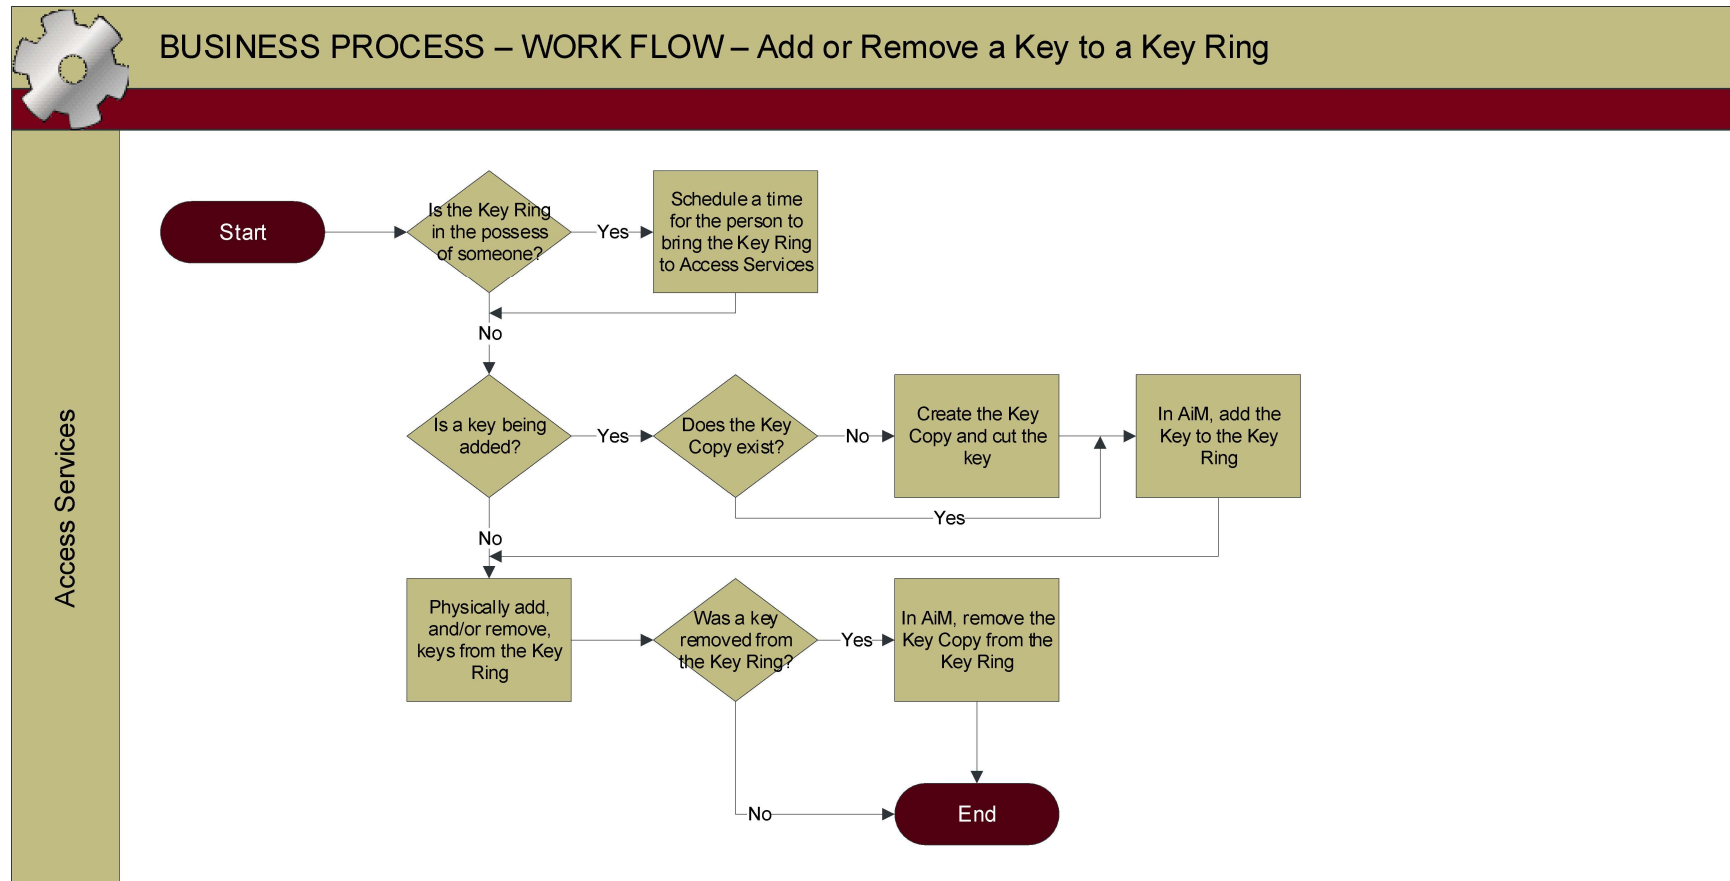 BUSINESS PROCESS – WORK FLOW – Add or Remove a Key to a Key Ring
Access Services
Start
Is the Key Ring
in the possess
of someone?
Yes
Schedule a time
for the person to
bring the Key Ring
to Access Services
No
Is a key being
added?
Yes
Does the Key
Copy exist?
No
Create the Key
Copy and cut the
key
In AiM, add the
Key to the Key
Ring
Yes
No
Physically add,
and/or remove,
keys from the Key
Ring
Was a key
removed from
the Key Ring?
Yes
In AiM, remove the
Key Copy from the
Key Ring
No
End